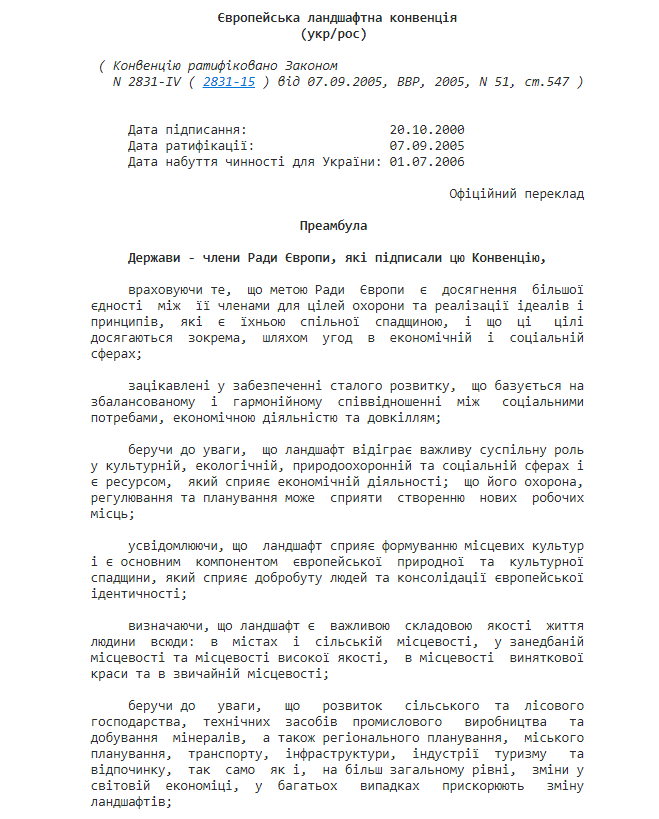 Європейська ландшафтна конвенція
(укр/рос)
( Конвенцію ратифіковано Законом
N 2831-IV ( 2831-15 ) від 07.09.2005, ВВР, 2005, N 51, ст.547 )
Дата підписання: 20.10.2000
Дата ратифікації: 07.09.2005
Дата набуття чинності для України: 01.07.2006
Офіційний переклад
Преамбула
Держави - члени Ради Європи, які підписали цю Конвенцію,
враховуючи те, що метою Ради Європи є досягнення більшої
єдності між її членами для цілей охорони та реалізації ідеалів і
принципів, які є їхньою спільної спадщиною, і що ці цілі
досягаються зокрема, шляхом угод в економічній і соціальній
сферах;
зацікавлені у забезпеченні сталого розвитку, що базується на
збалансованому і гармонійному співвідношенні між соціальними
потребами, економічною діяльністю та довкіллям;
беручи до уваги, що ландшафт відіграє важливу суспільну роль
у культурній, екологічній, природоохоронній та соціальній сферах і
є ресурсом, який сприяє економічній діяльності; що його охорона,
регулювання та планування може сприяти створенню нових робочих
місць;
усвідомлюючи, що ландшафт сприяє формуванню місцевих культур
і є основним компонентом європейської природної та культурної
спадщини, який сприяє добробуту людей та консолідації європейської
ідентичності;
визначаючи, що ландшафт є важливою складовою якості життя
людини всюди: в містах і сільській місцевості, у занедбаній
місцевості та місцевості високої якості, в місцевості виняткової
краси та в звичайній місцевості;
беручи до уваги, що розвиток сільського та лісового
господарства, технічних засобів промислового виробництва та
добування мінералів, а також регіонального планування, міського
планування, транспорту, інфраструктури, індустрії туризму та
відпочинку, так само як і, на більш загальному рівні, зміни у
світовій економіці, у багатьох випадках прискорюють зміну
ландшафтів;